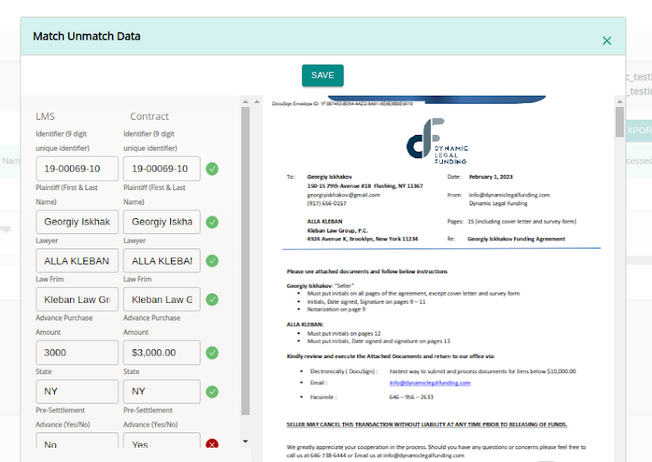 Match Unmatch Data
×
SAVE
LMS Contract
Identifier (9 digit unique identifier) Identifier (9 digit unique identifier)
19-00069-10 19-00069-10
Plaintiff (First & Last Name) Plaintiff (First & Last Name)
Georgiy Iskhak Georgiy Iskha
Lawyer Lawyer
ALLA KLEBAN ALLA KLEBAN
Law Frim Law Frim
Kleban Law Gr Kleban Law G
Advance Purchase Amount Advance Purchase Amount
3000 $3,000.00
State State
NY NY
Pre-Setttlement Advance (Yes/No) Pre-Setttlement Advance (Yes/No)
No Yes
DocuSign Envelope ID:
DYNAMIC
LEGAL
FUNDING
To: Georgiy Iskhakov Date: February 1, 2023
150-15 79th Avenue #1B Flushing, NY 11367
georgiyiskhakov@gmail.com From: info@dynamiclegalfunding.com
(917) 656-0157 Dynamic Legal Funding
ALLA KLEBAN Pages: 15 (including cover letter and survey form)
Kleban Law Group, P.C.
4924 Avenue K, Brooklyn, New York 11234 Re: Georgiy Iskhakov Funding Agreement
Please see attached documents and follow below instructions
Georgiy Iskhakov: "Seller"
• Must put initials on all pages of the agreement, except cover letter and survey form
• Initials, Date signed, Signature on pages 9 – 11
• Notarization on page 9
ALLA KLEBAN:
• Must put initials on pages 12
• Must put initials, Date signed and signature on pages 13
Kindly review and execute the Attached Documents and return to our office via:
• Electronically ( DocuSign) : Fastest way to submit and process documents for liens below $10,000.00
• Email : info@dynamiclegalfunding.com
• Facsimile : 646 – 956 – 2633
SELLER MAY CANCEL THIS TRANSACTION WITHOUT LIABILITY AT ANY TIME PRIOR TO RELEASING OF FUNDS.
We greatly appreciate your cooperation in the process. Should you have any questions or concerns please feel free to
call us at 646-738-6444 or Email us at info@dynamiclegalfunding.com
Nam
mp
c_testi
_testin
XPOR
cessed